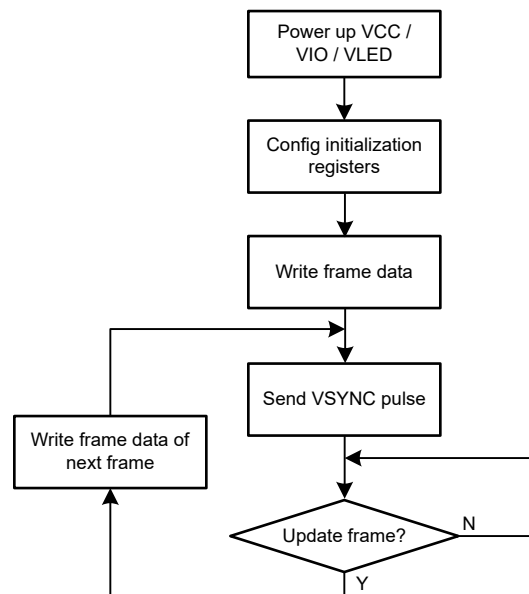 Power up VCC /
VIO / VLED
Config initialization
registers
Write frame data
Send VSYNC pulse
Write frame data of
next frame
Update frame?
N
Y